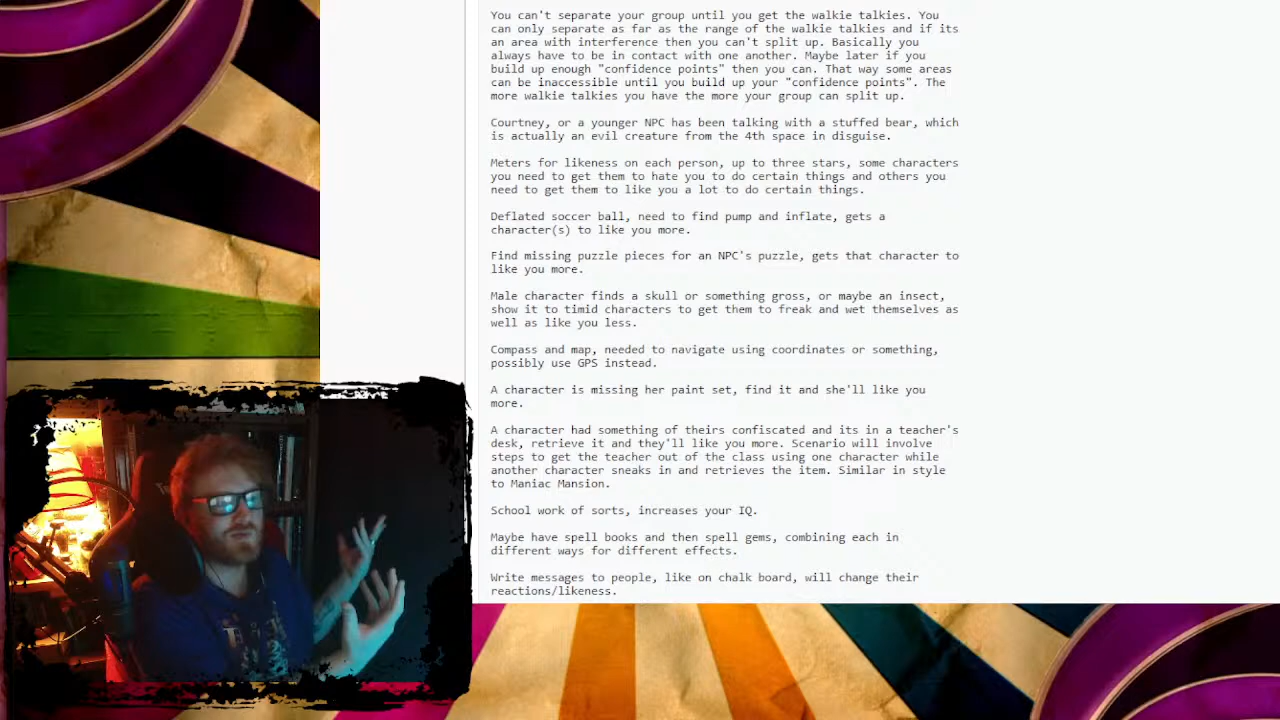 You can't separate your group until you get the walkie talkies. You
can only separate as far as the range of the walkie talkies and if its
an area with interference then you can't split up. Basically you
always have to be in contact with one another. Maybe later if you
build up enough "confidence points" then you can. That way some areas
can be inaccessible until you build up your "confidence points". The
more walkie talkies you have the more your group can split up.
Courtney, or a younger NPC has been talking with a stuffed bear, which
is actually an evil creature from the 4th space in disguise.
Meters for likeness on each person, up to three stars, some characters
you need to get them to hate you to do certain things and others you
need to get them to like you a lot to do certain things.
Deflated soccer ball, need to find pump and inflate, gets a
character(s) to like you more.
Find missing puzzle pieces for an NPC's puzzle, gets that character to
like you more.
Male character finds a skull or something gross, or maybe an insect,
show it to timid characters to get them to freak and wet themselves as
well as like you less.
Compass and map, needed to navigate using coordinates or something,
possibly use GPS instead.
A character is missing her paint set, find it and she'll like you
more.
A character had something of theirs confiscated and its in a teacher's
desk, retrieve it and they'll like you more. Scenario will involve
steps to get the teacher out of the class using one character while
another character sneaks in and retrieves the item. Similar in style
to Maniac Mansion.
School work of sorts, increases your IQ.
Maybe have spell books and then spell gems, combining each in
different ways for different effects.
Write messages to people, like on chalk board, will change their
reactions/likeness.